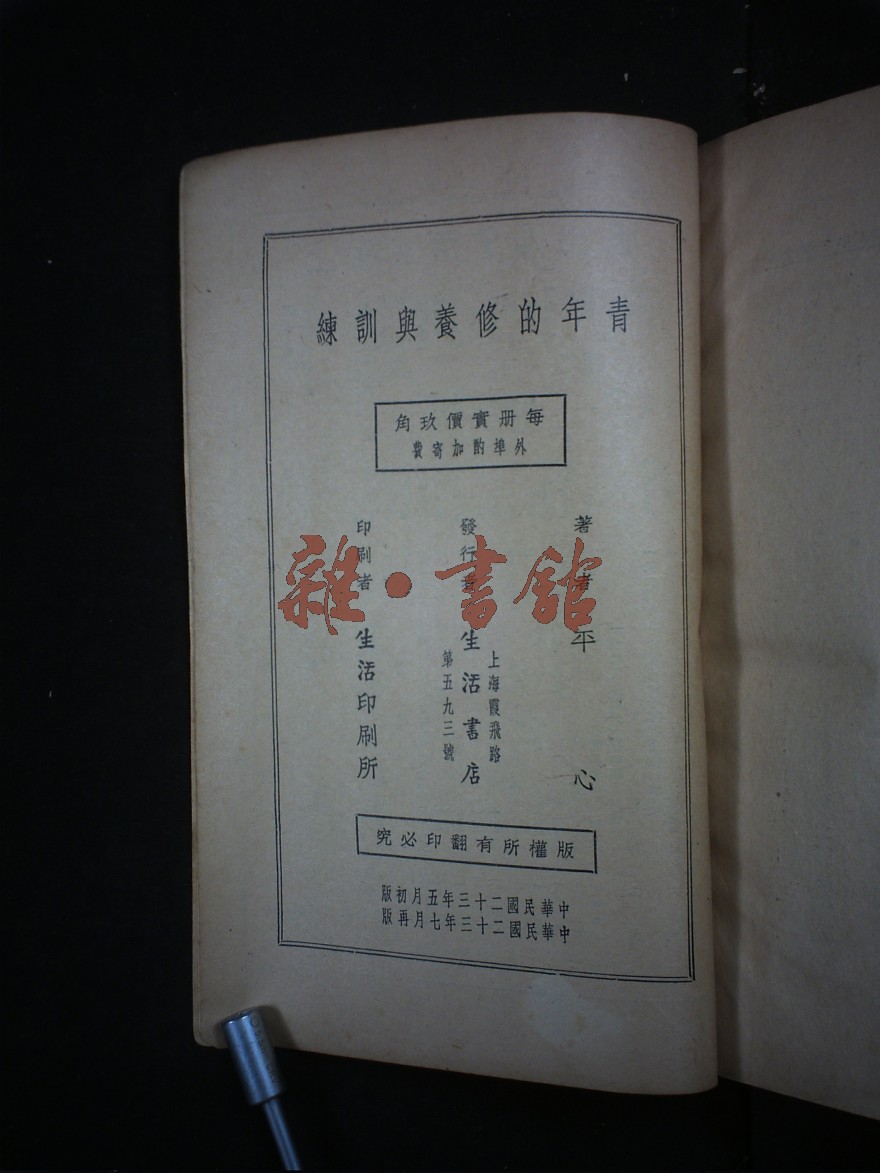 青年的修養與訓練
每册實價玖角
外埠酌加寄費
著者 平心
發行者 生活書店
上海霞飛路
第五九三號
印刷者 生活印刷所
版權所有翻印必究
中華民國二十三年五月初版
中華民國二十三年七月再版
雜·書館